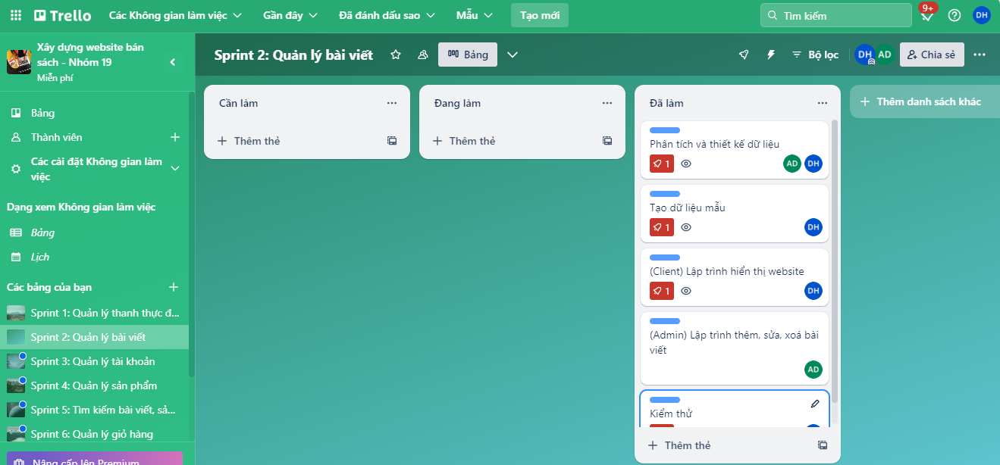 Trello
Các Không gian làm việc
Gần đây
Đã đánh dấu sao
Mẫu
Tạo mới
Tìm kiếm
9+
DH
Xây dựng website bán
sách - Nhóm 19
Miễn phí
Bảng
Thành viên
Các cài đặt Không gian làm
việc
Dạng xem Không gian làm việc
Bảng
Lịch
Các bảng của bạn
Sprint 1: Quản lý thanh thực đ...
Sprint 2: Quản lý bài viết
Sprint 3: Quản lý tài khoản
Sprint 4: Quản lý sản phẩm
Sprint 5: Tìm kiếm bài viết, sả...
Sprint 6: Quản lý giỏ hàng
Nâng cấp lên Premium
Sprint 2: Quản lý bài viết
Bảng
Bộ lọc
DH
AD
Chia sẻ
Cần làm
Thêm thẻ
Đang làm
Thêm thẻ
Đã làm
Phân tích và thiết kế dữ liệu
1
AD
DH
Tạo dữ liệu mẫu
1
DH
(Client) Lập trình hiển thị website
1
DH
(Admin) Lập trình thêm, sửa, xoá bài
viết
AD
Kiểm thử
Thêm thẻ
Thêm danh sách khác